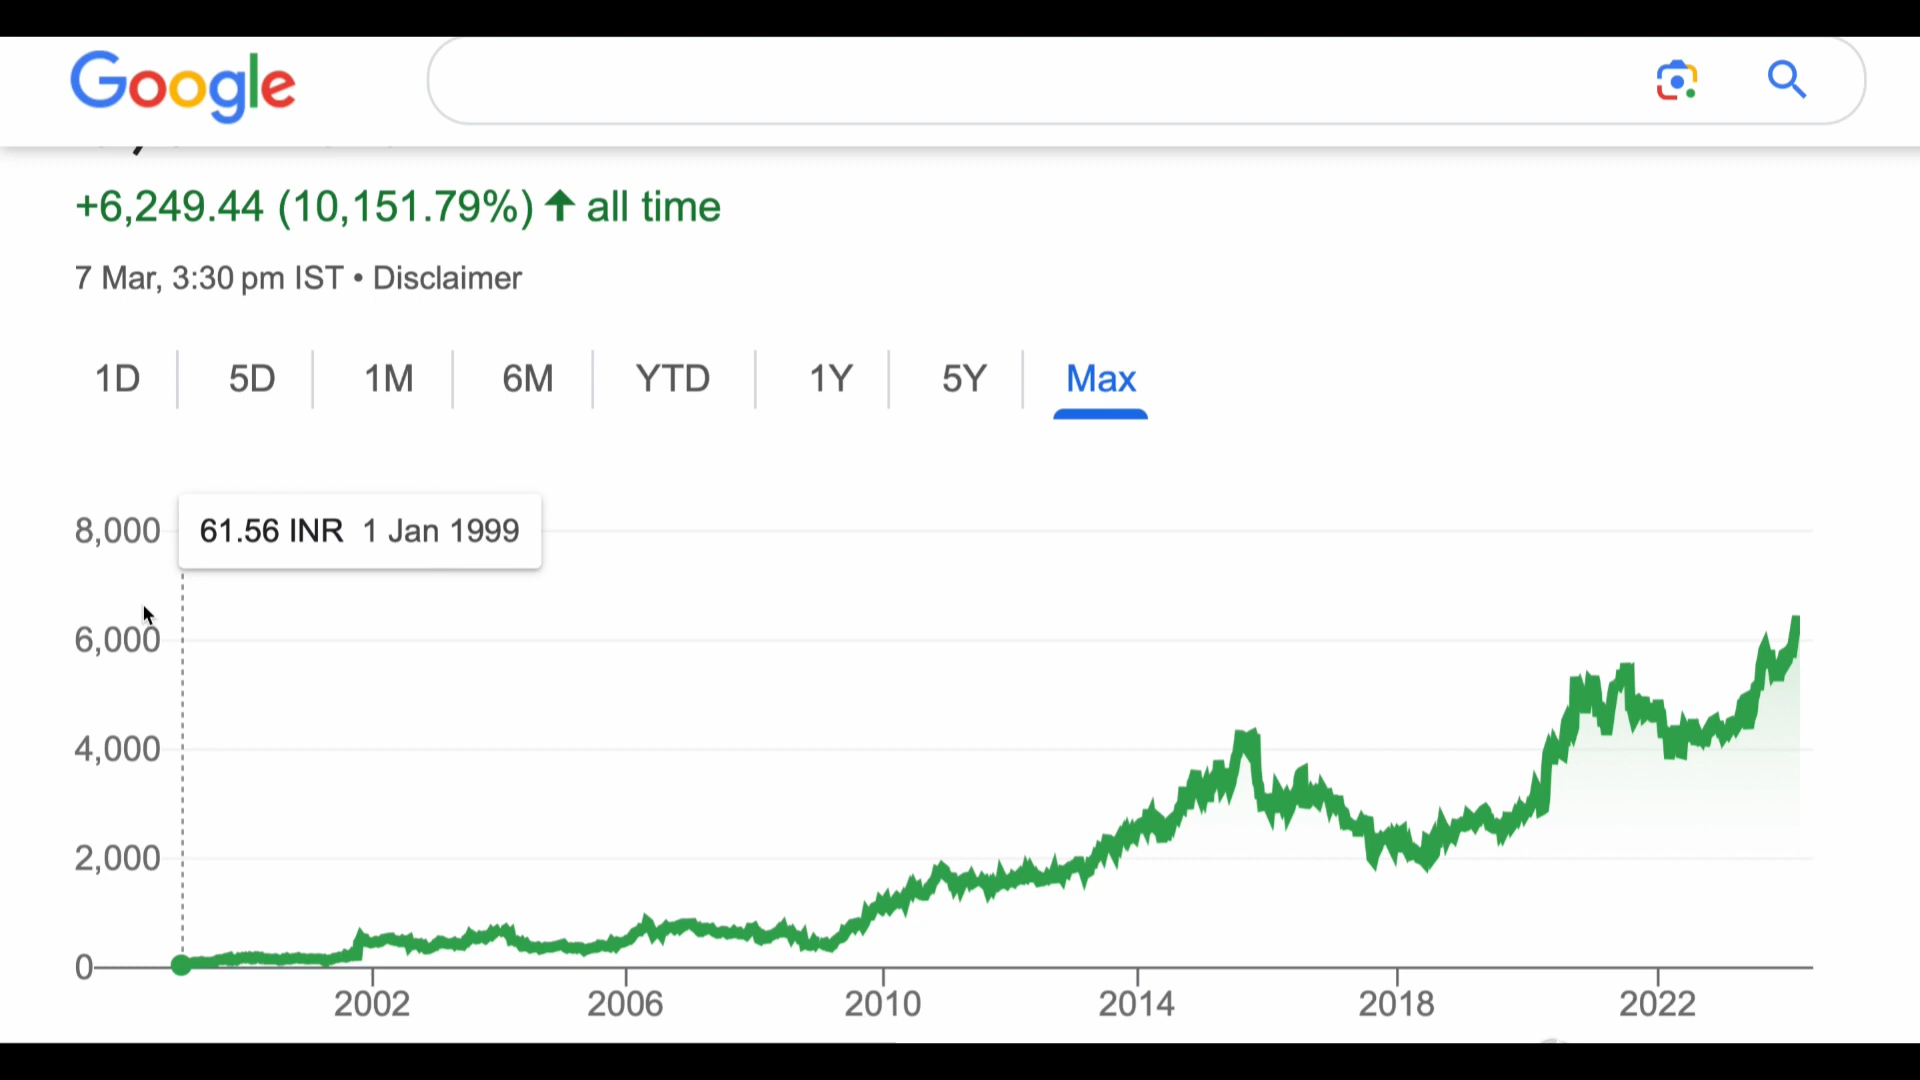 Google
+6,249.44 (10,151.79%) ↑ all time
7 Mar, 3:30 pm IST • Disclaimer
1D 5D 1M 6M YTD 1Y 5Y Max
8,000
61.56 INR 1 Jan 1999
6,000
4,000
2,000
0
2002 2006 2010 2014 2018 2022